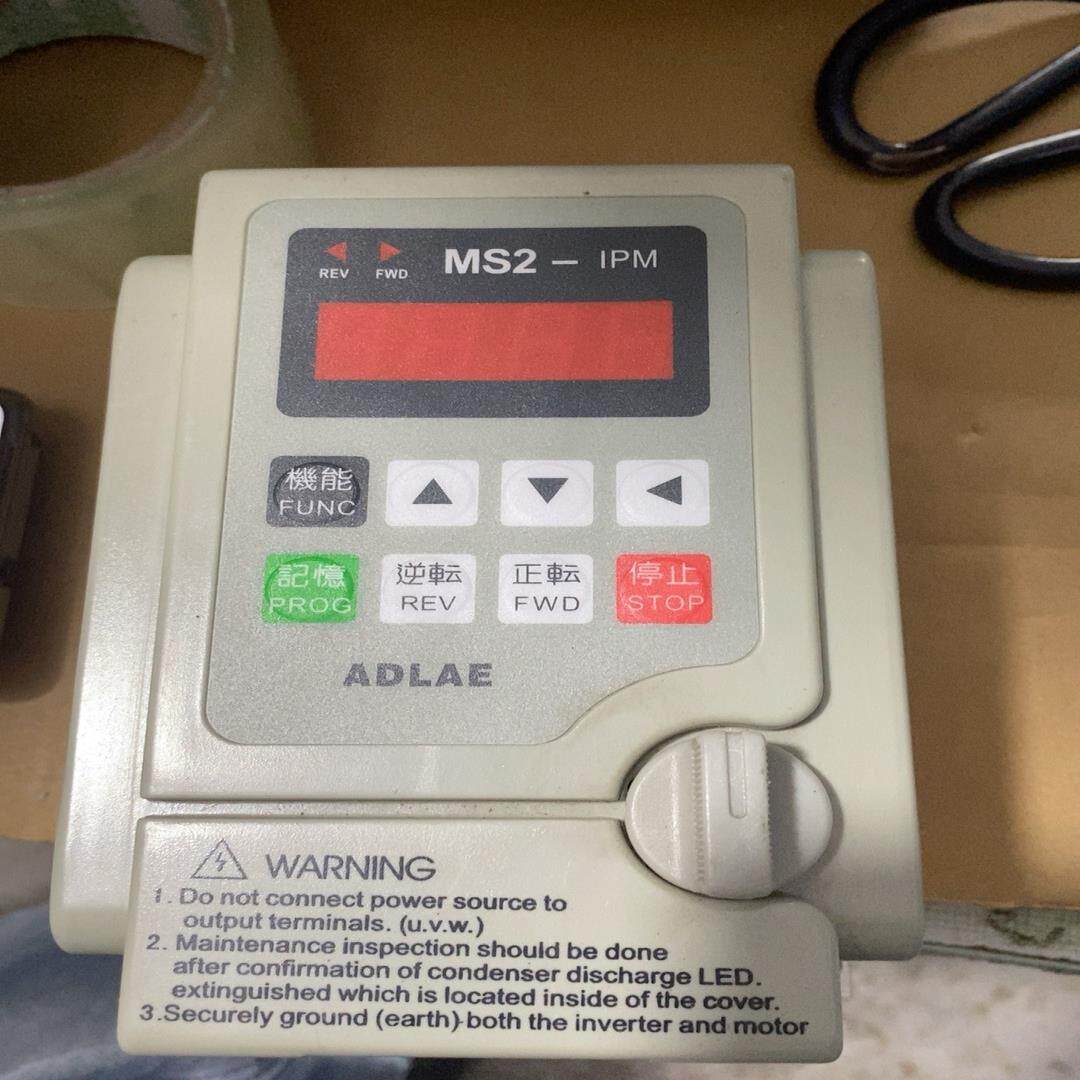 MS2 - IPM
REV FWD
機能
FUNC
記憶 逆転 正転 停止
PROG REV FWD STOP
ADLAE
WARNING
1. Do not connect power source to
output terminals. (u.v.w.)
2. Maintenance inspection should be done
after confirmation of condenser discharge LED.
extinguished which is located inside of the cover.
3.Securely ground (earth) both the inverter and motor